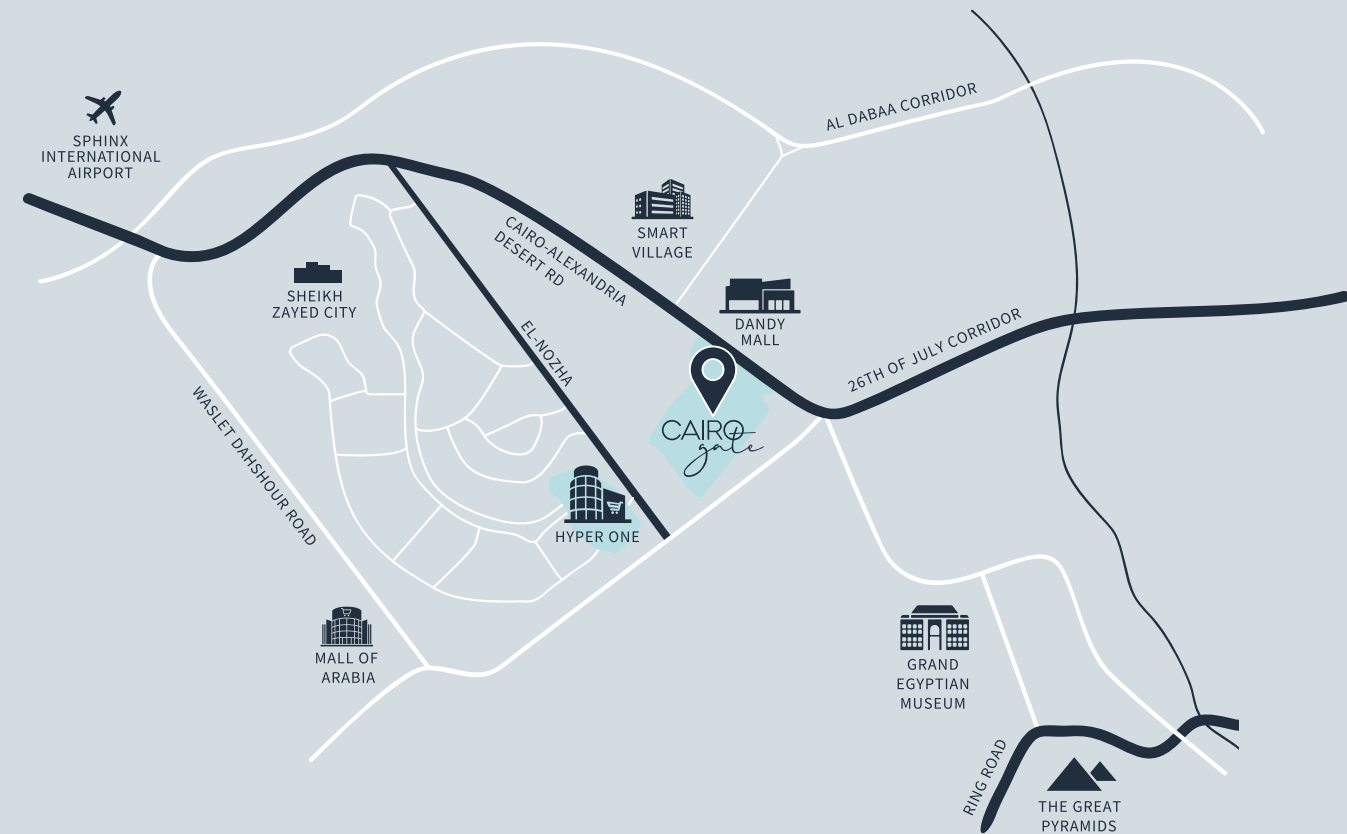 AL DABAA CORRIDOR
SPHINX
INTERNATIONAL
AIRPORT
SMART
VILLAGE
CAIRO-ALEXANDRIA
DESERT RD
SHEIKH
ZAYED CITY
DANDY
MALL
26TH OF JULY CORRIDOR
EL-NOZHA
WASLET DAHSHOUR ROAD
CAIRO
gate
HYPER ONE
MALL OF
ARABIA
GRAND
EGYPTIAN
MUSEUM
RING ROAD
THE GREAT
PYRAMIDS